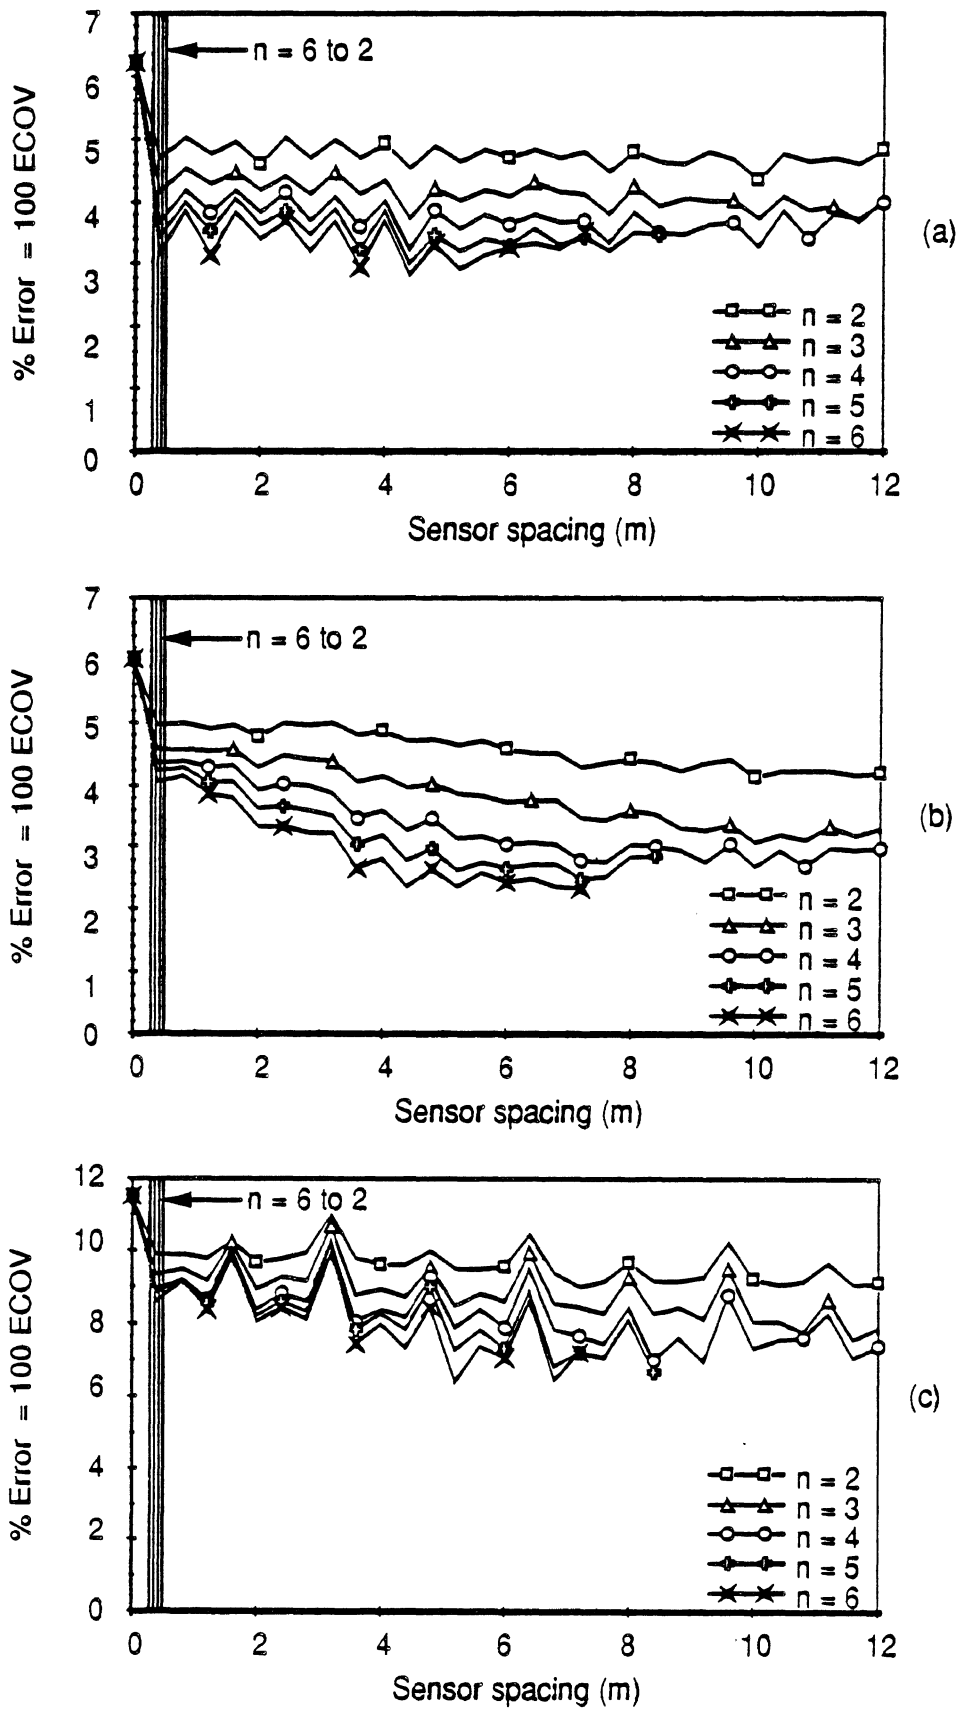 7
6
5
4
3
2
1
0
% Error = 100 ECOV
n = 6 to 2
(a)
n = 2
n = 3
n = 4
n = 5
n = 6
0 2 4 6 8 10 12
Sensor spacing (m)
7
6
5
4
3
2
1
0
% Error = 100 ECOV
n = 6 to 2
(b)
n = 2
n = 3
n = 4
n = 5
n = 6
0 2 4 6 8 10 12
Sensor spacing (m)
12
10
8
6
4
2
0
% Error = 100 ECOV
n = 6 to 2
(c)
n = 2
n = 3
n = 4
n = 5
n = 6
0 2 4 6 8 10 12
Sensor spacing (m)